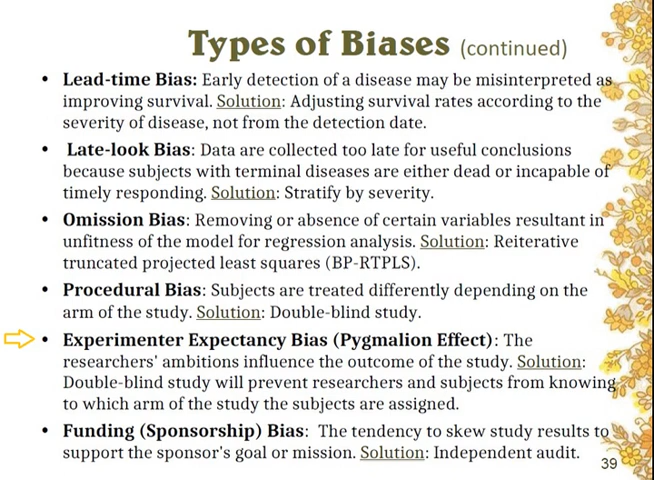 Types of Biases (continued)
• Lead-time Bias: Early detection of a disease may be misinterpreted as
improving survival. Solution: Adjusting survival rates according to the
severity of disease, not from the detection date.
• Late-look Bias: Data are collected too late for useful conclusions
because subjects with terminal diseases are either dead or incapable of
timely responding. Solution: Stratify by severity.
• Omission Bias: Removing or absence of certain variables resultant in
unfitness of the model for regression analysis. Solution: Reiterative
truncated projected least squares (BP-RTPLS).
• Procedural Bias: Subjects are treated differently depending on the
arm of the study. Solution: Double-blind study.
• Experimenter Expectancy Bias (Pygmalion Effect): The
researchers' ambitions influence the outcome of the study. Solution:
Double-blind study will prevent researchers and subjects from knowing
to which arm of the study the subjects are assigned.
• Funding (Sponsorship) Bias: The tendency to skew study results to
support the sponsor's goal or mission. Solution: Independent audit.
39